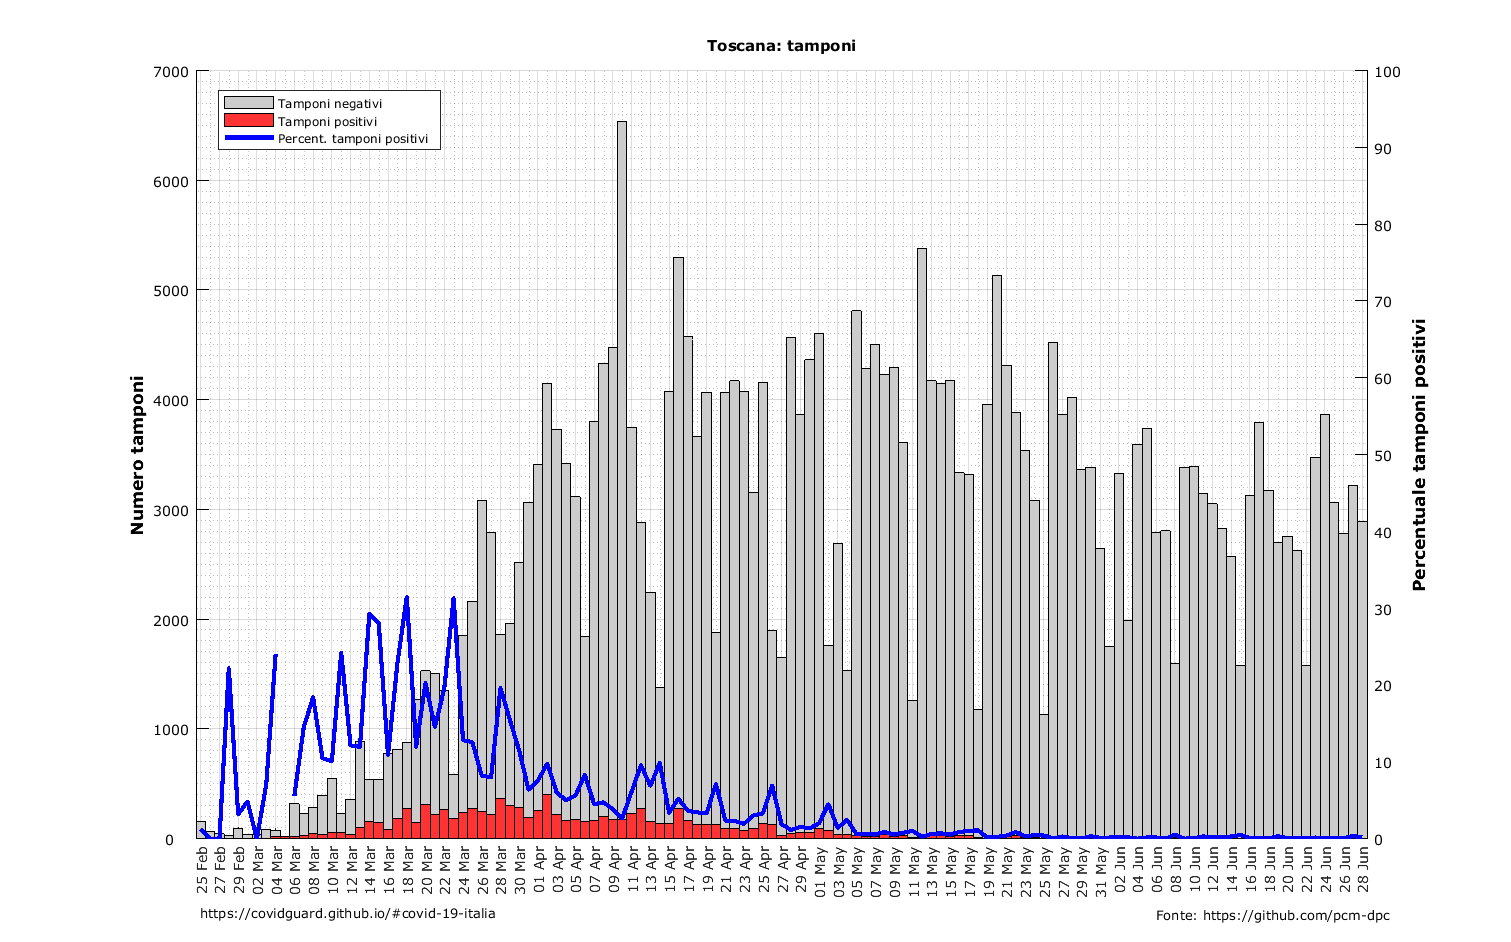 Toscana: tamponi
7000
6000
5000
4000
3000
2000
1000
0
Numero tamponi
Tamponi negativi
Tamponi positivi
Percent. tamponi positivi
100
90
80
70
60
50
40
30
20
10
0
Percentuale tamponi positivi
25 Feb
27 Feb
29 Feb
02 Mar
04 Mar
06 Mar
08 Mar
10 Mar
12 Mar
14 Mar
16 Mar
18 Mar
20 Mar
22 Mar
24 Mar
26 Mar
28 Mar
30 Mar
01 Apr
03 Apr
05 Apr
07 Apr
09 Apr
11 Apr
13 Apr
15 Apr
17 Apr
19 Apr
21 Apr
23 Apr
25 Apr
27 Apr
29 Apr
01 May
03 May
05 May
07 May
09 May
11 May
13 May
15 May
17 May
19 May
21 May
23 May
25 May
27 May
29 May
31 May
02 Jun
04 Jun
06 Jun
08 Jun
10 Jun
12 Jun
14 Jun
16 Jun
18 Jun
20 Jun
22 Jun
24 Jun
26 Jun
28 Jun
https://covidguard.github.io/#covid-19-italia
Fonte: https://github.com/pcm-dpc